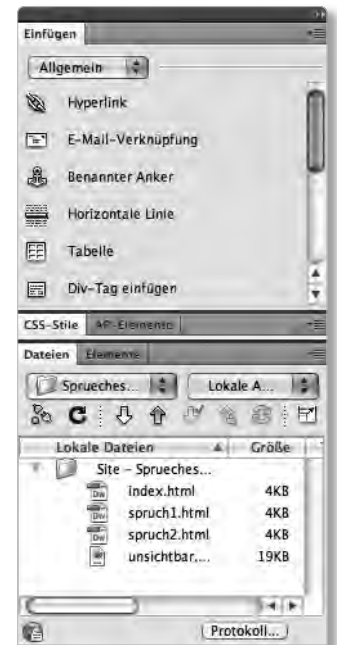 Einfügen
Allgemein
Hyperlink
E-Mail-Verknüpfung
Benannter Anker
Horizontale Linie
Tabelle
Div-Tag einfügen
CSS-Stile AP-Elemente
Dateien Elemente
Sprueches... Lokale A...
Lokale Dateien Größe
Site – Sprueches...
index.html 4KB
spruch1.html 4KB
spruch2.html 4KB
unsichtbar.... 19KB
Protokoll...